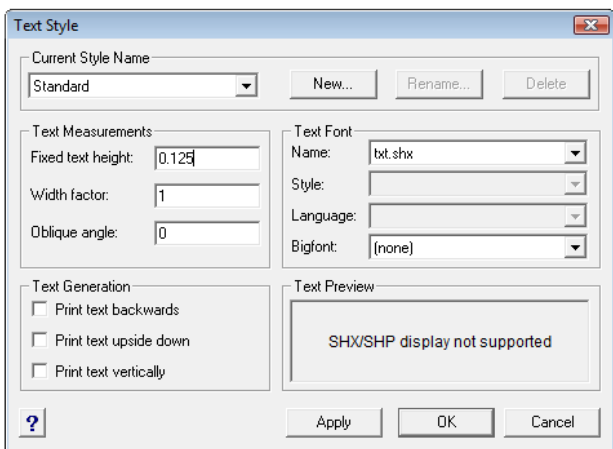 Text Style
Current Style Name
Standard
New...
Rename...
Delete
Text Measurements
Fixed text height: 0.125
Width factor: 1
Oblique angle: 0
Text Font
Name: txt.shx
Style:
Language:
Bigfont: (none)
Text Generation
Print text backwards
Print text upside down
Print text vertically
Text Preview
SHX/SHP display not supported
?
Apply
OK
Cancel